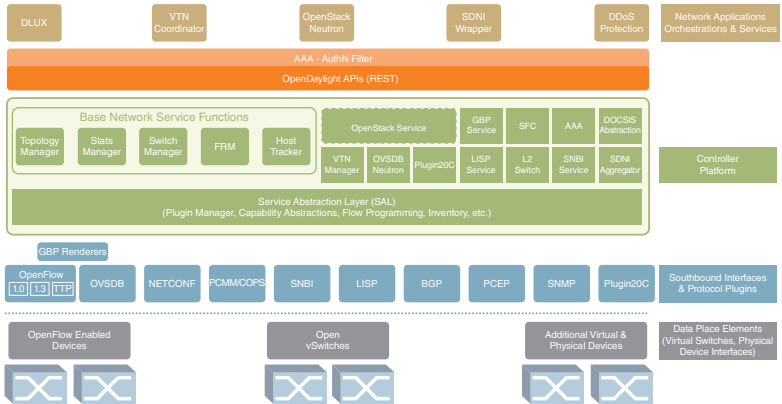 DLUX
VTN
Coordinator
OpenStack
Neutron
SDNI
Wrapper
DDoS
Protection
Network Applications
Orchestrations & Services
AAA - AuthN Filter
OpenDaylight APIs (REST)
Base Network Service Functions
Topology
Manager
Stats
Manager
Switch
Manager
FRM
Host
Tracker
OpenStack Service
GBP
Service
SFC
AAA
DOCSIS
Abstraction
VTN
Manager
OVSDB
Neutron
Plugin20C
LISP
Service
L2
Switch
SNBI
Service
SDNI
Aggregator
Controller
Platform
Service Abstraction Layer (SAL)
(Plugin Manager, Capability Abstractions, Flow Programming, Inventory, etc.)
GBP Renderers
OpenFlow
1.0 1.3 TTP
OVSDB
NETCONF
PCMM/COPS
SNBI
LISP
BGP
PCEP
SNMP
Plugin20C
Southbound Interfaces
& Protocol Plugins
OpenFlow Enabled
Devices
Open
vSwitches
Additional Virtual &
Physical Devices
Data Place Elements
(Virtual Switches, Physical
Device Interfaces)